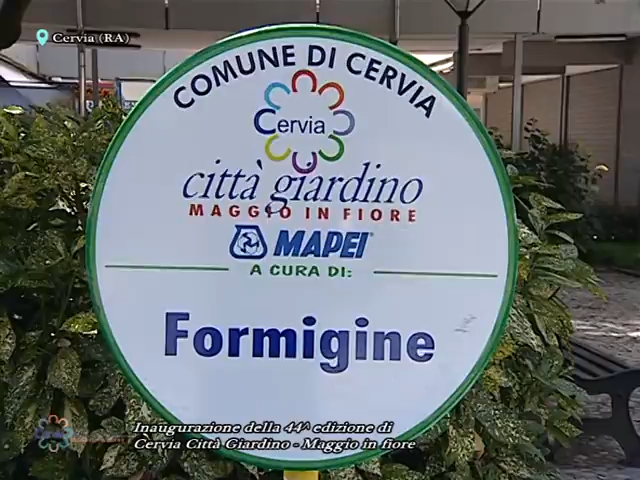 Cervia (RA)
COMUNE DI CERVIA
Cervia
città giardino
MAGGIO IN FIORE
MAPEI
A CURA DI:
Formigine
Inaugurazione della 44^ edizione di
Cervia Città Giardino - Maggio in fiore